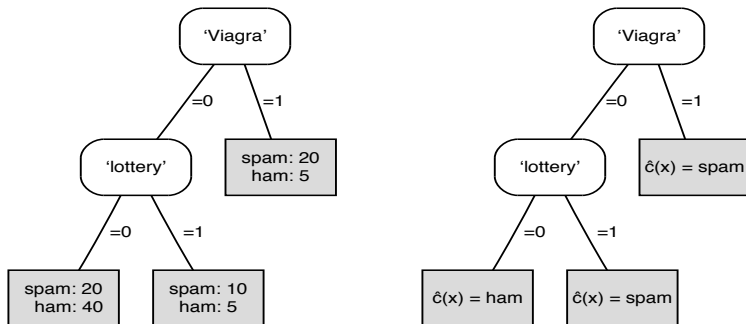 ‘Viagra’
=0
=1
‘lottery’
spam: 20
ham: 5
=0
=1
spam: 20
ham: 40
spam: 10
ham: 5
‘Viagra’
=0
=1
‘lottery’
ĉ(x) = spam
=0
=1
ĉ(x) = ham
ĉ(x) = spam